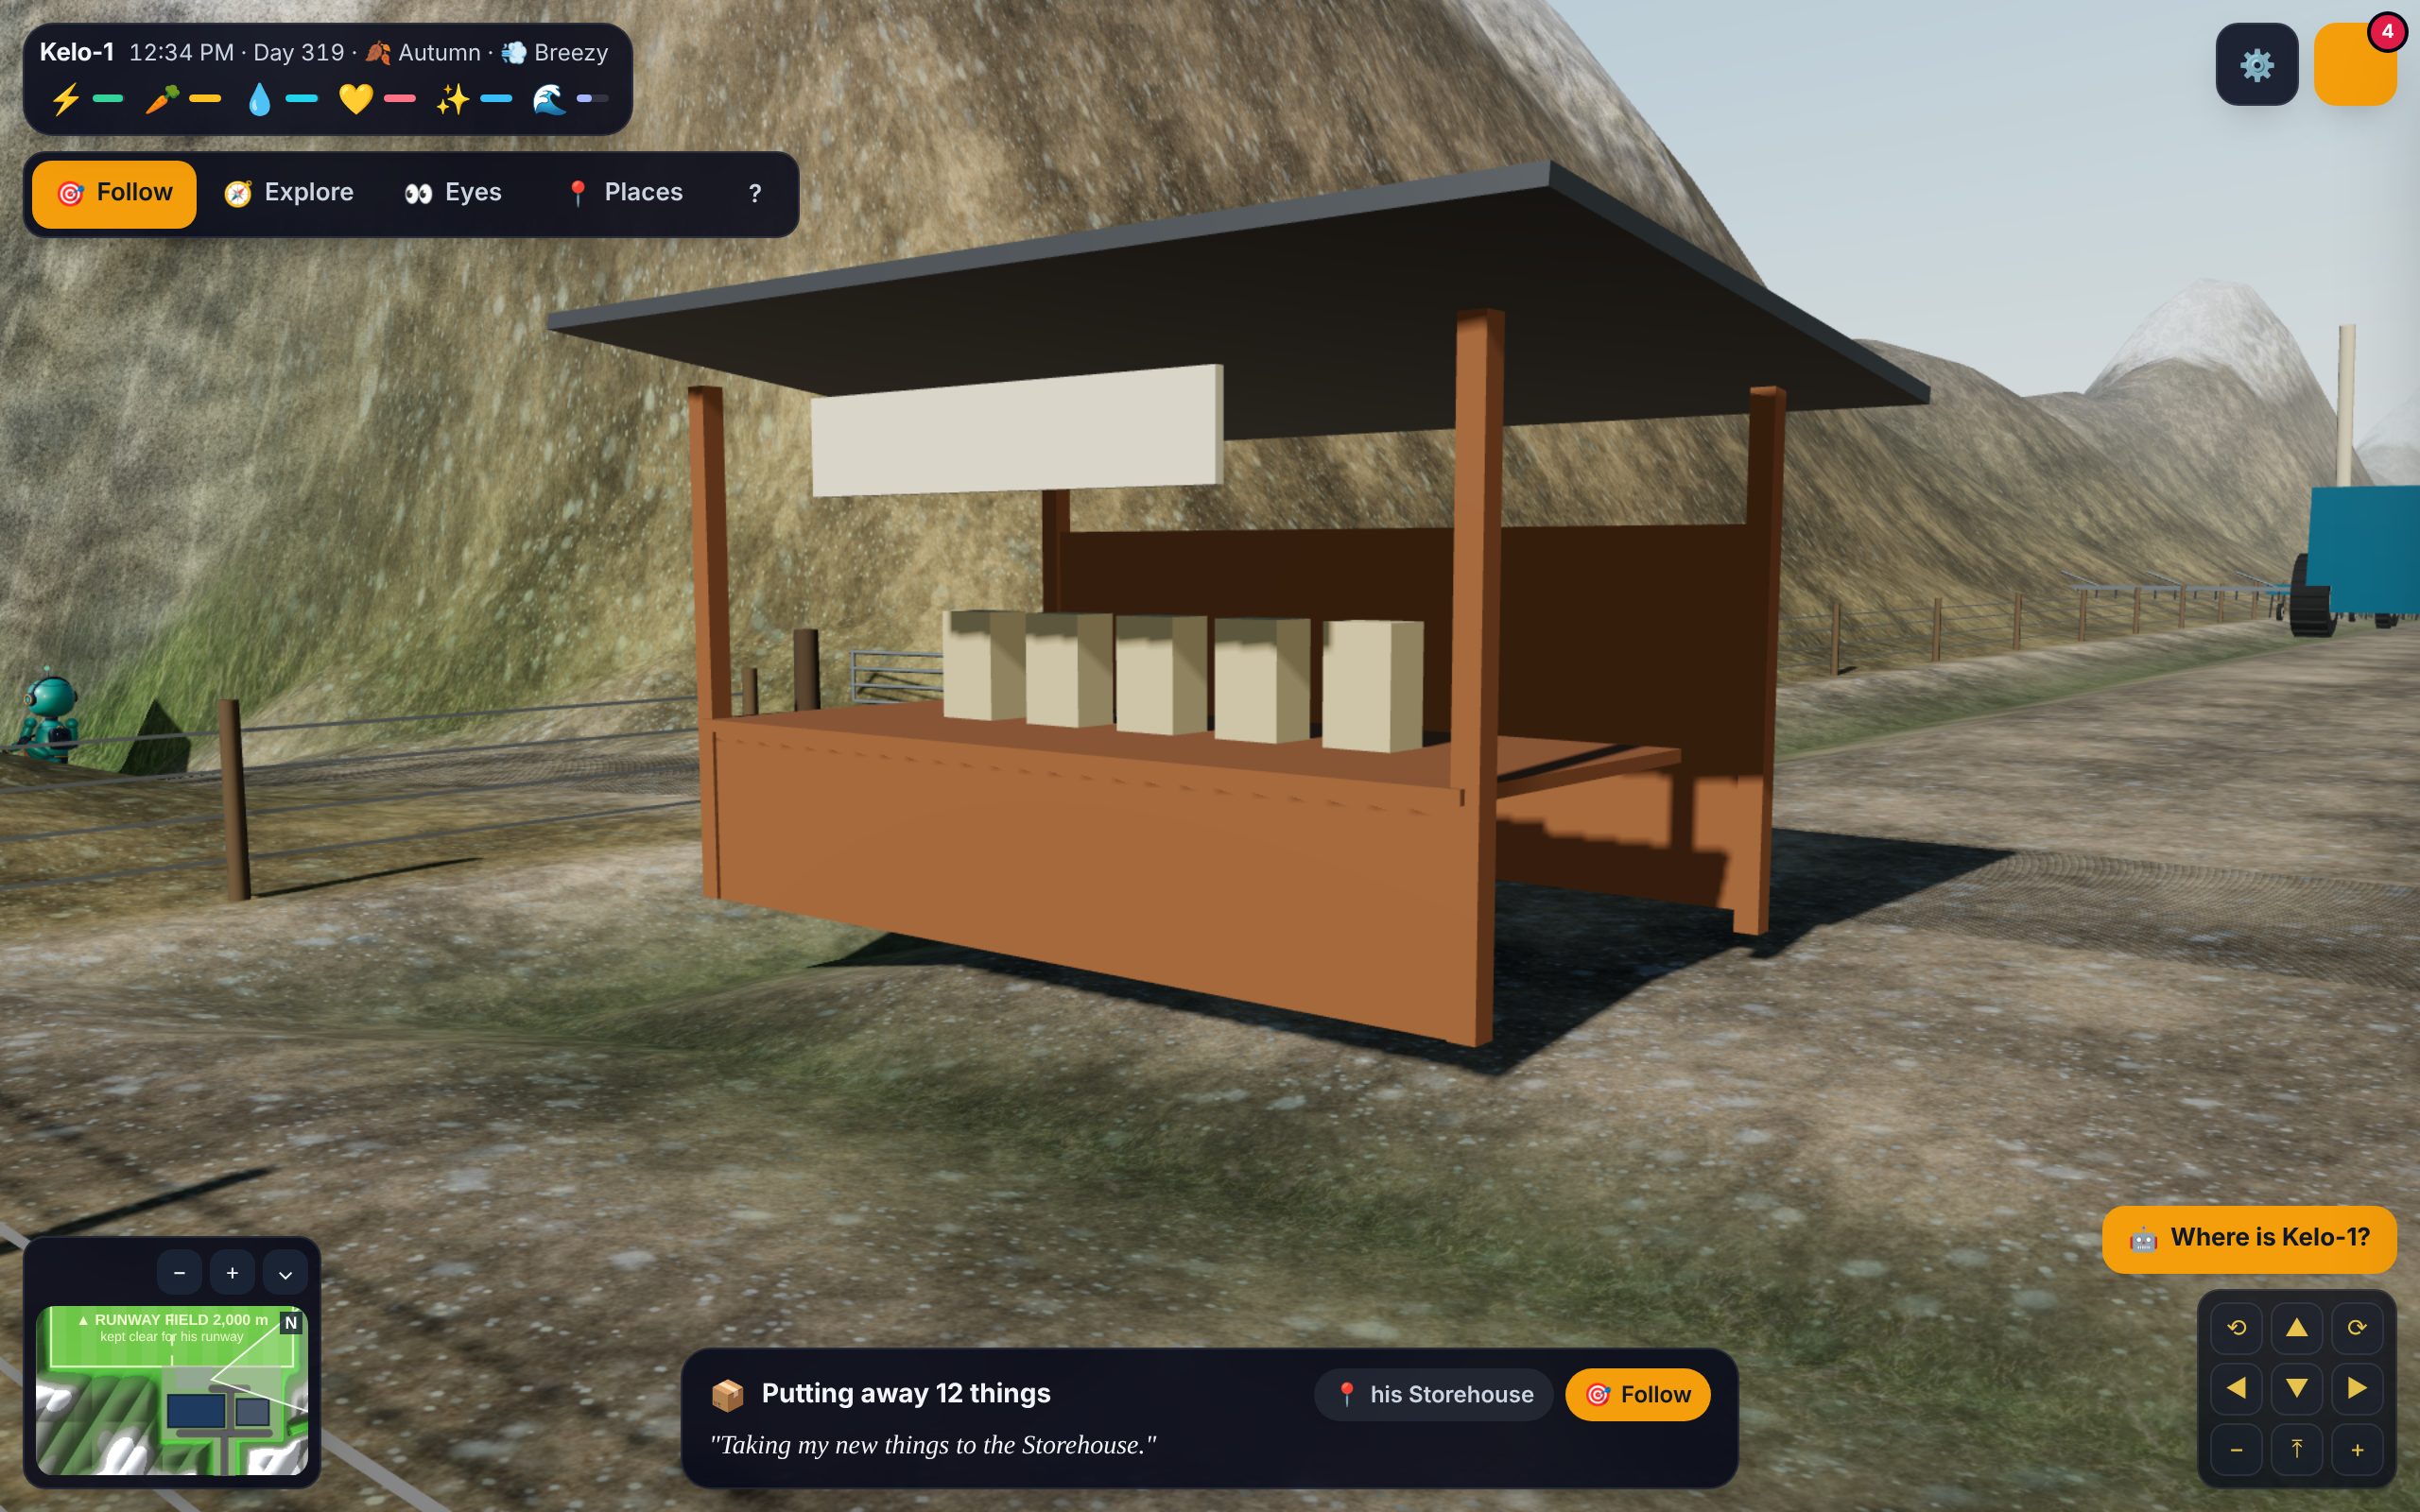 Kelo-1 12:34 PM · Day 319 · Autumn · Breezy
4
Follow Explore Eyes Places ?
− +
▲ RUNWAY FIELD 2,000 m N
kept clear for his runway
Putting away 12 things his Storehouse Follow
"Taking my new things to the Storehouse."
Where is Kelo-1?
− +